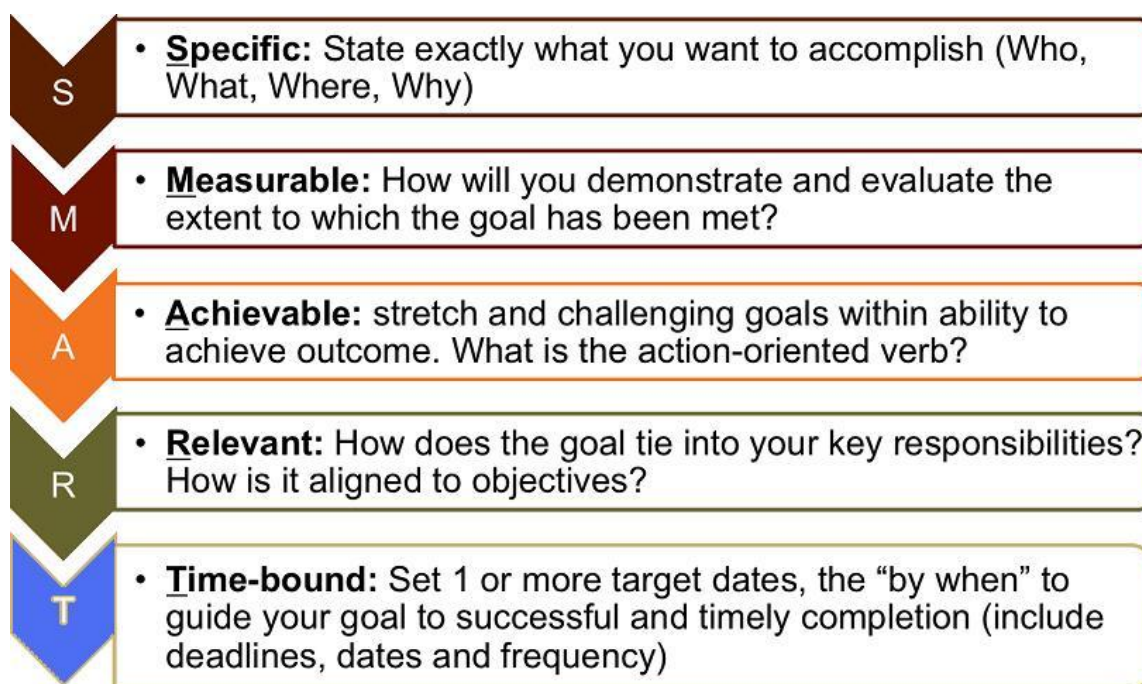 S
• Specific: State exactly what you want to accomplish (Who,
What, Where, Why)
M
• Measurable: How will you demonstrate and evaluate the
extent to which the goal has been met?
A
• Achievable: stretch and challenging goals within ability to
achieve outcome. What is the action-oriented verb?
R
• Relevant: How does the goal tie into your key responsibilities?
How is it aligned to objectives?
T
• Time-bound: Set 1 or more target dates, the “by when” to
guide your goal to successful and timely completion (include
deadlines, dates and frequency)